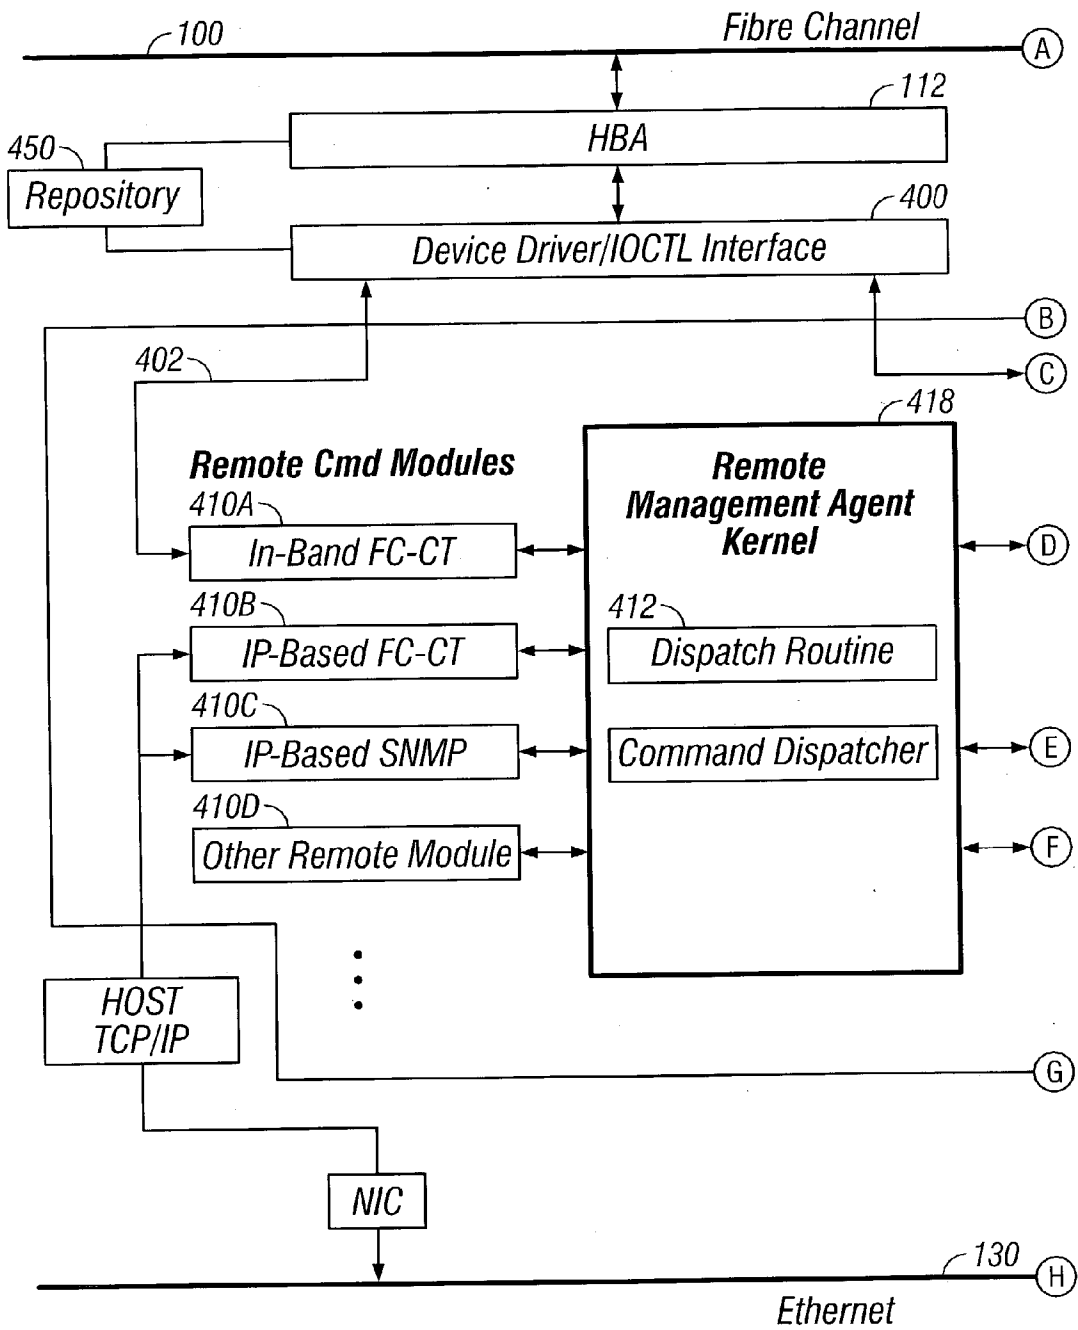 100
Fibre Channel
A
112
HBA
450
Repository
400
Device Driver/IOCTL Interface
B
402
C
418
Remote Cmd Modules
Remote
Management Agent
Kernel
410A
In-Band FC-CT
D
410B
IP-Based FC-CT
412
Dispatch Routine
410C
IP-Based SNMP
Command Dispatcher
E
410D
Other Remote Module
F
HOST
TCP/IP
G
NIC
130
H
Ethernet